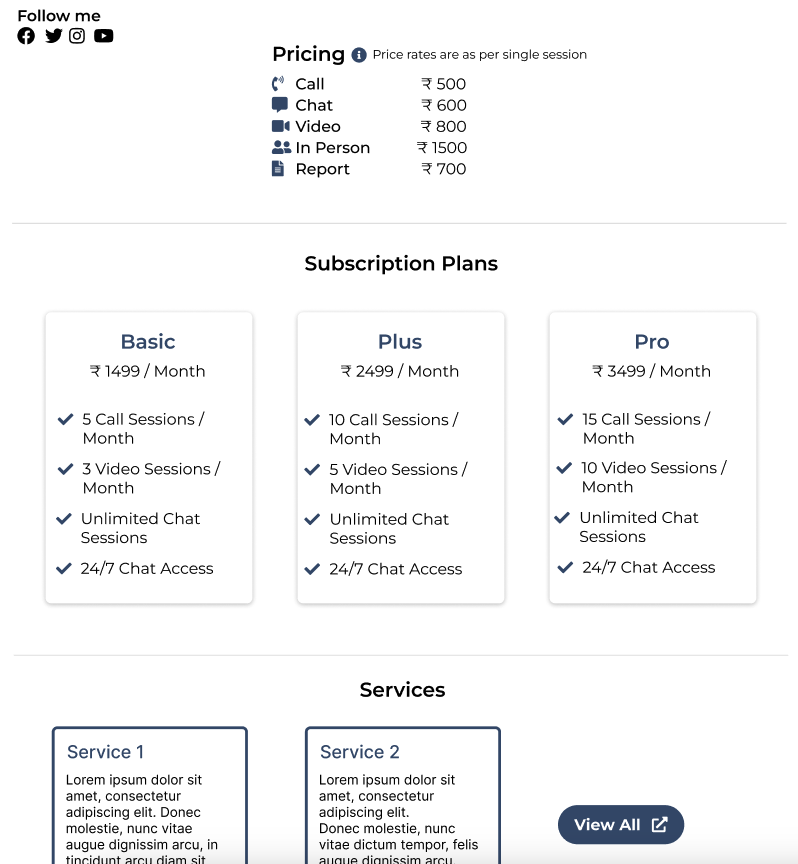 Follow me
Pricing Price rates are as per single session
Call ₹ 500
Chat ₹ 600
Video ₹ 800
In Person ₹ 1500
Report ₹ 700
Subscription Plans
Basic
₹ 1499 / Month
5 Call Sessions /
Month
3 Video Sessions /
Month
Unlimited Chat
Sessions
24/7 Chat Access
Plus
₹ 2499 / Month
10 Call Sessions /
Month
5 Video Sessions /
Month
Unlimited Chat
Sessions
24/7 Chat Access
Pro
₹ 3499 / Month
15 Call Sessions /
Month
10 Video Sessions /
Month
Unlimited Chat
Sessions
24/7 Chat Access
Services
Service 1
Lorem ipsum dolor sit
amet, consectetur
adipiscing elit. Donec
molestie, nunc vitae
augue dignissim arcu, in
tincidunt arcu diam sit
Service 2
Lorem ipsum dolor sit
amet, consectetur
adipiscing elit.
Donec molestie, nunc
vitae dictum tempor, felis
augue dignissim arcu,
View All